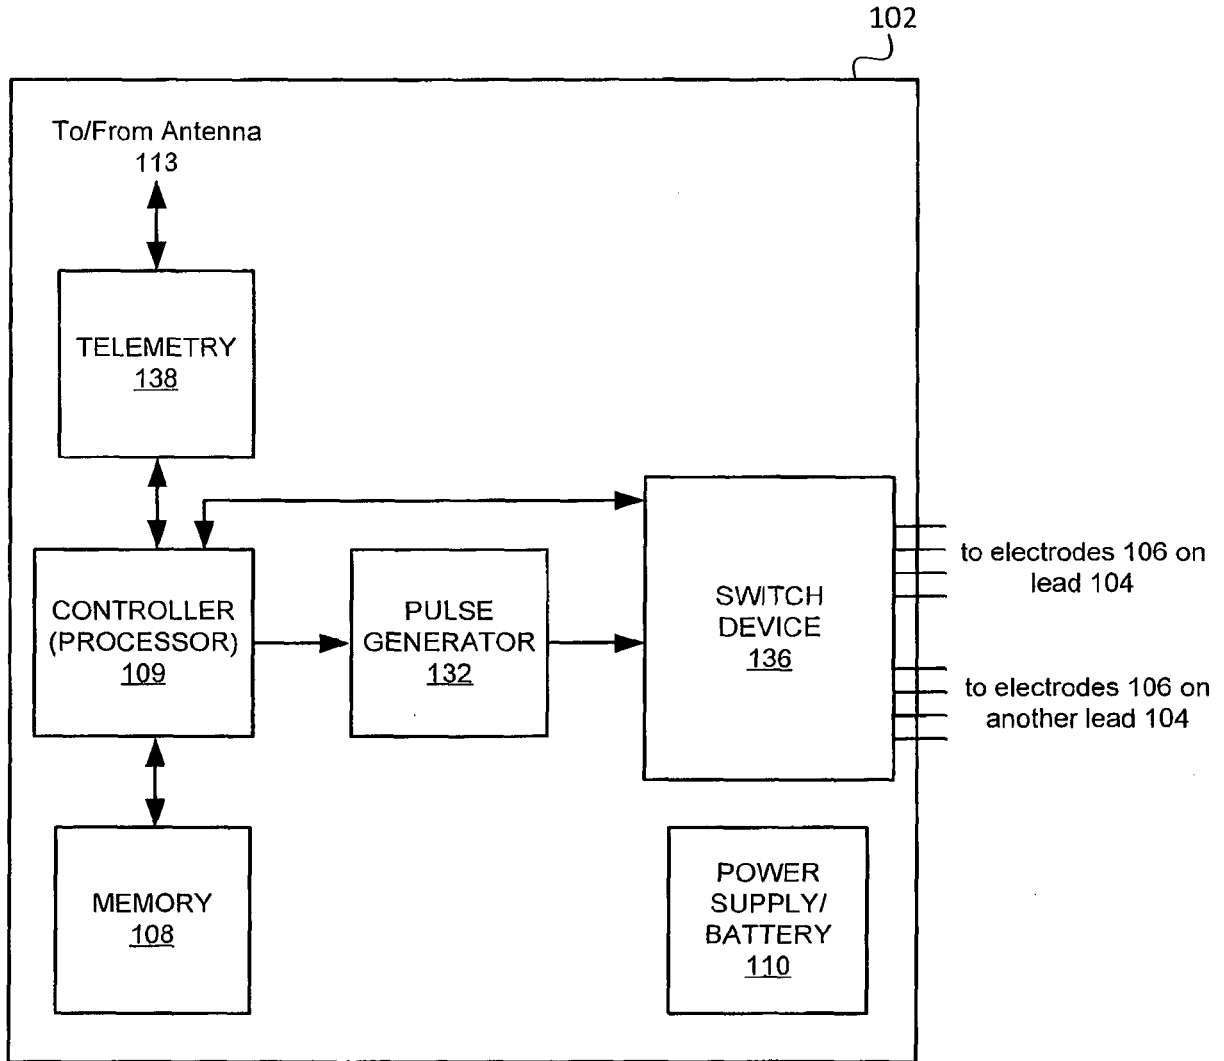 102
To/From Antenna
113
TELEMETRY
138
to electrodes 106 on
lead 104
CONTROLLER
(PROCESSOR)
109
PULSE
GENERATOR
132
SWITCH
DEVICE
136
to electrodes 106 on
another lead 104
MEMORY
108
POWER
SUPPLY/
BATTERY
110